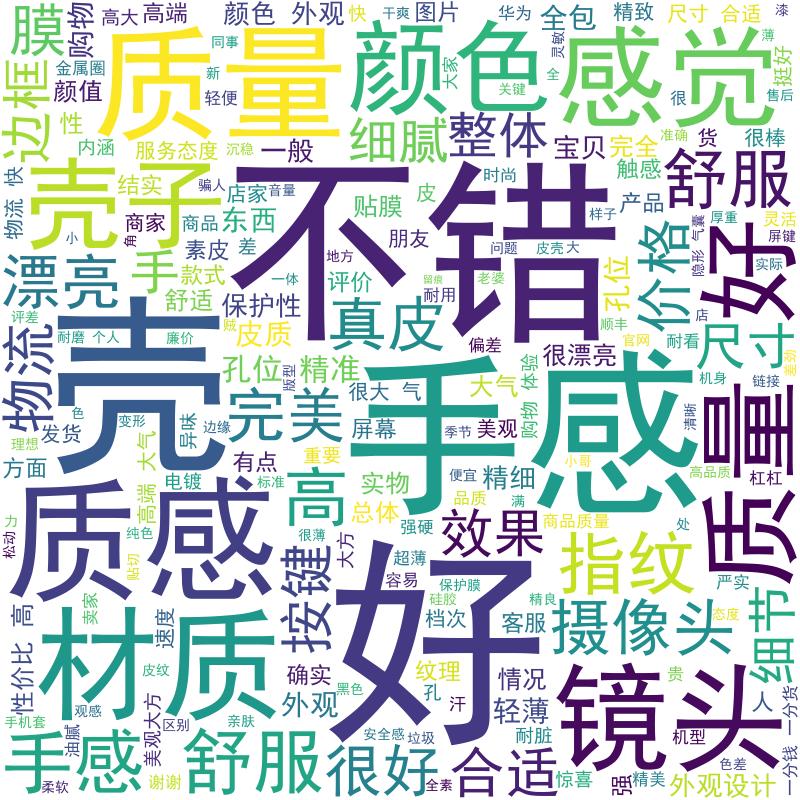 膜
购物
高大
高端
颜色
外观
快
干爽
图片
华为
全包
精致
尺寸
合适
漆
同事
金属圈
颜值
新
轻便
质量
颜色
大家
灵敏
感觉
薄
挺好
售后
全
关键
很
边框
性
内涵
服务态度
沉稳
一般
细腻
整体
宝贝
完全
准确
货
很棒
触感
舒服
快
物流
壳子
结实
骗人
店家
音量
贴膜
皮
时尚
产品
样子
厚重
灵活
小
角
商家
商品
东西
不错
朋友
问题
皮壳
大
孔位
价格
隐形
气囊
屏键
好
实际
漂亮
手
款式
素皮
差
地方
一体
评价
留痕
老婆
耐用
舒适
保护性
真皮
顺丰
店
评差
耐磨
个人
廉价
贼
皮质
偏差
很漂亮
官网
耐看
尺寸
差劲
物流
壳
孔位
精准
版型
大气
体验
机身
链接
色
发货
理想
变形
异味
边缘
完美
很大
气
屏幕
季节
美观
购物
手感
清晰
质量
方面
大气
有点
重要
电镀
标准
高
实物
便宜
精细
小哥
高品质
杠杠
品质
满
力
松动
纯色
高端
质感
很薄
大方
总体
强硬
效果
商品质量
处
贴切
超薄
容易
好
保护膜
指纹
严实
卖家
速度
按键
硅胶
精良
档次
客服
摄像头
态度
细节
高
性价比
材质
皮纹
确实
纹理
情况
贵
人
一分货
手机套
观感
美观大方
区别
外观
黑色
孔
汗
轻薄
镜头
机型
亲肤
油腻
安全感
垃圾
耐脏
色差
一分钱
手感
柔软
谢谢
舒服
很好
全素
合适
惊喜
强
精美
外观设计